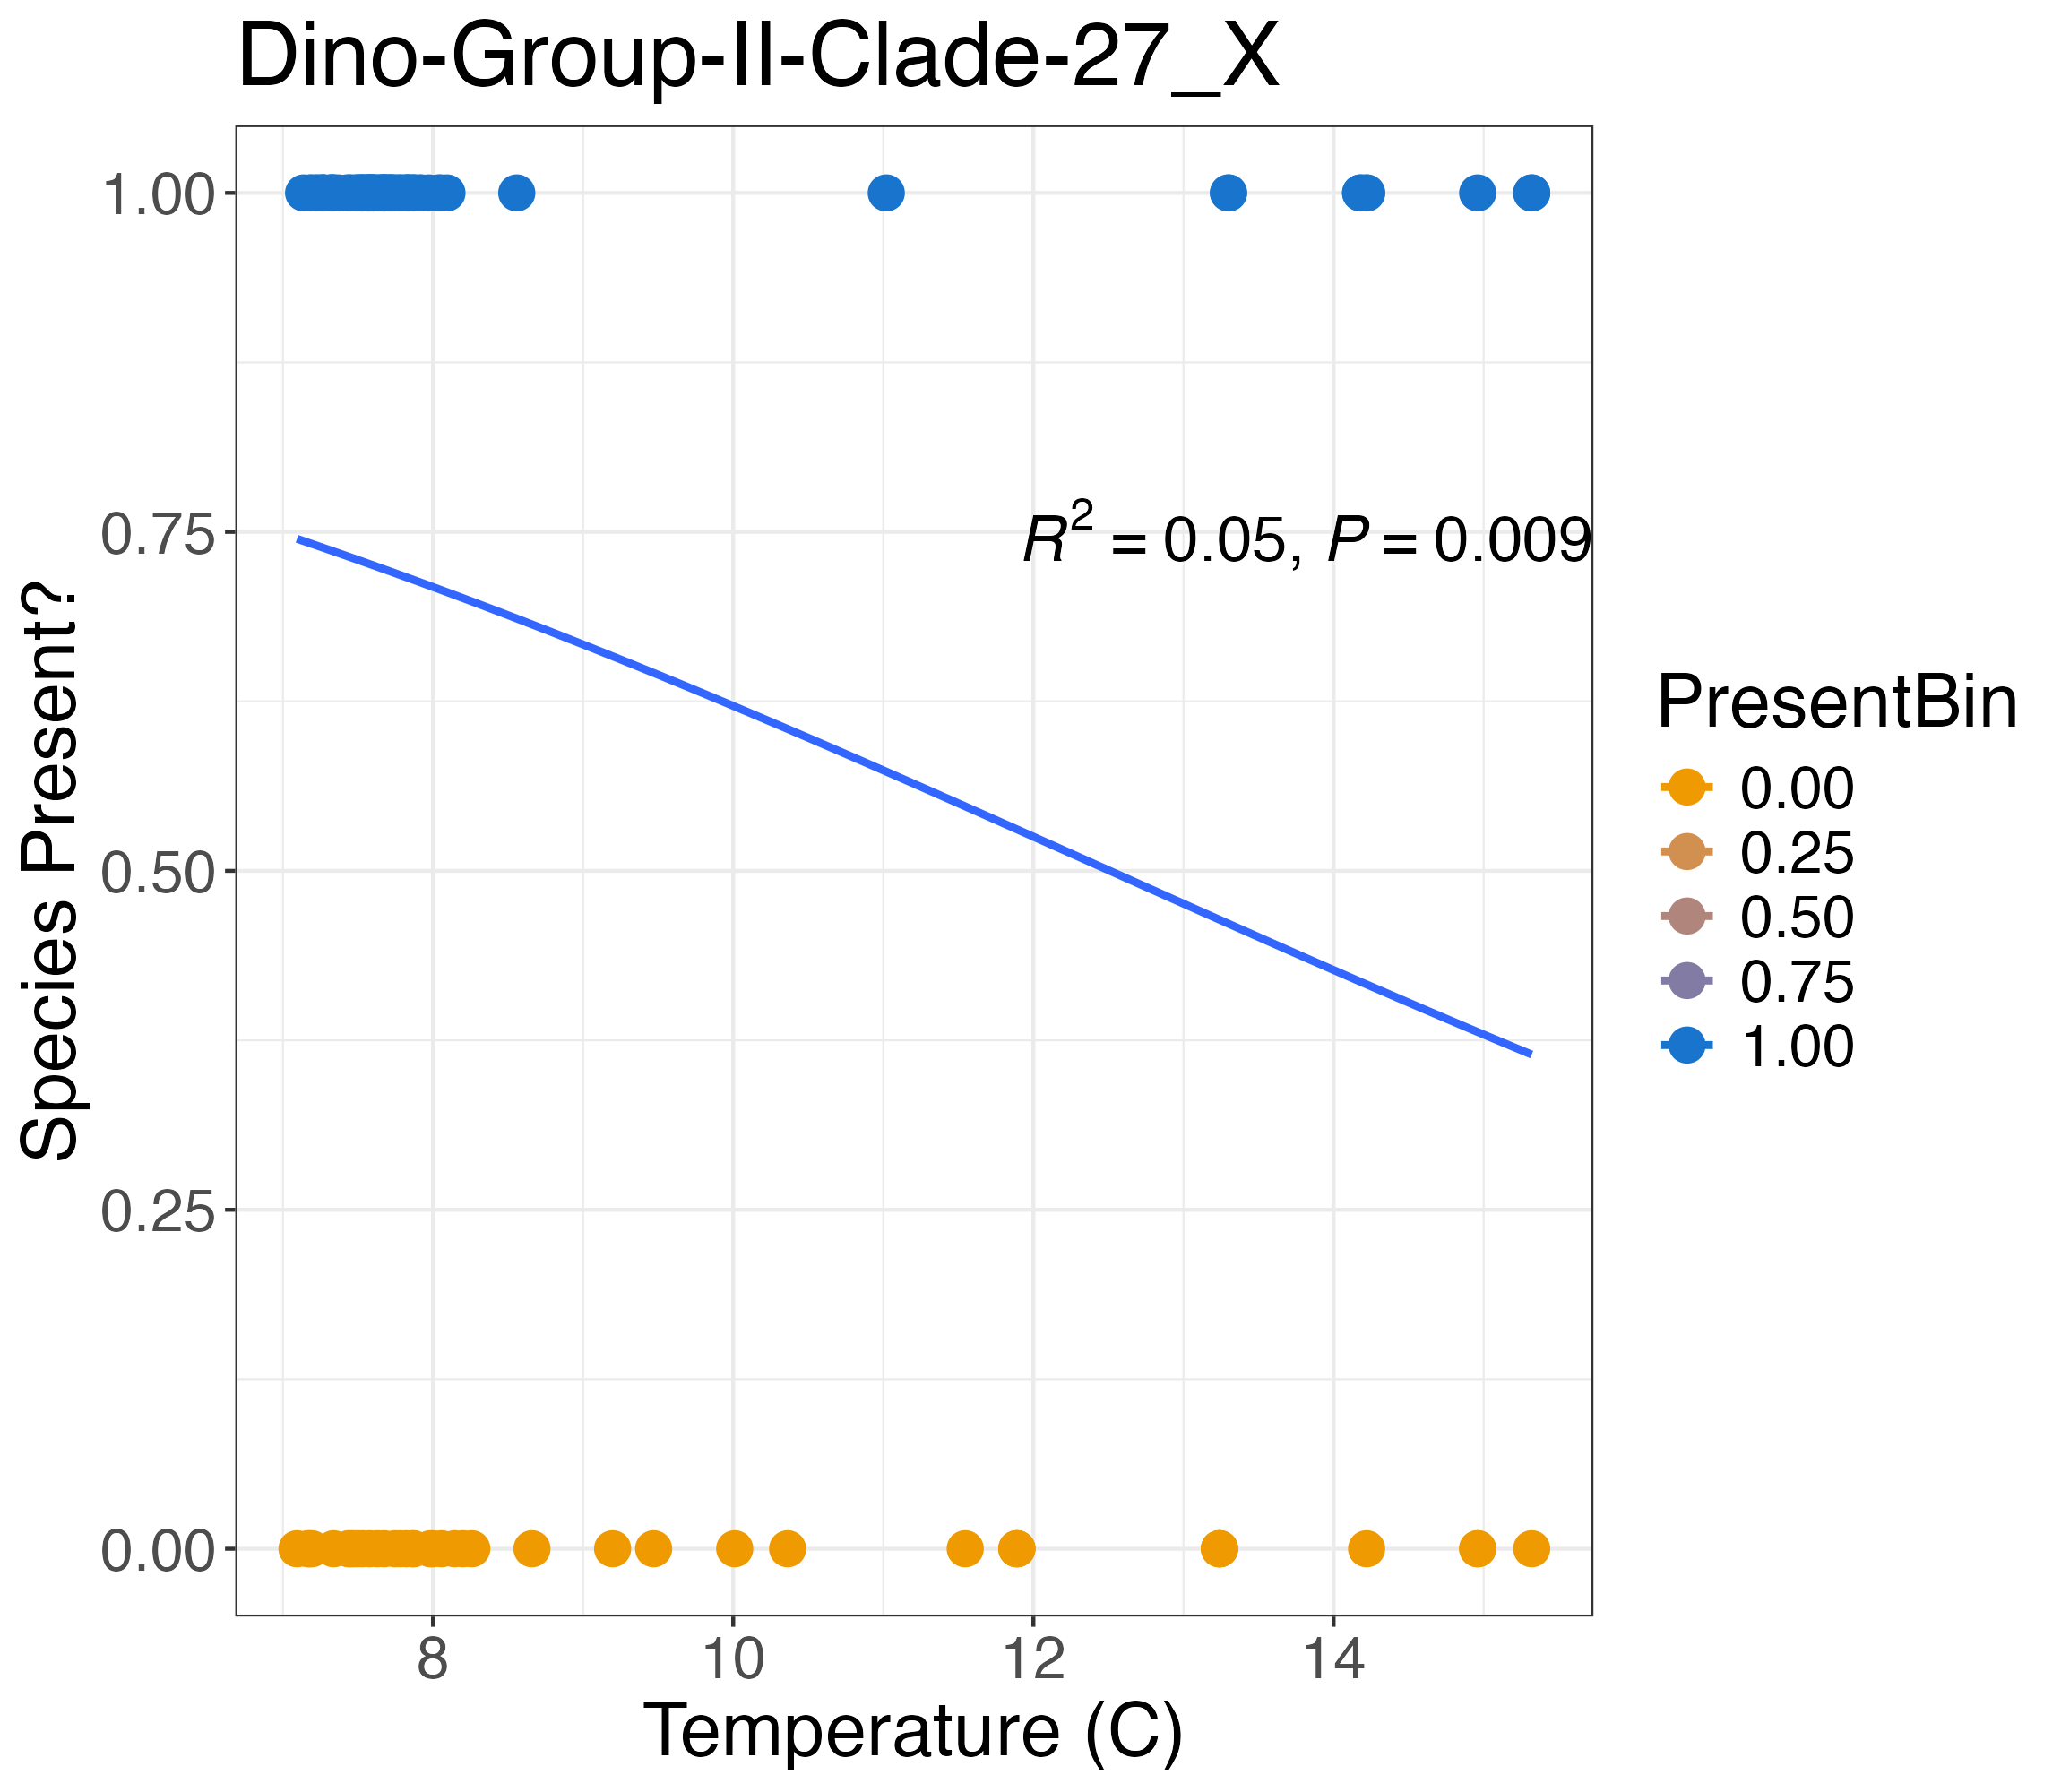 Dino-Group-II-Clade-27_X
1.00
0.75
0.50
0.25
0.00
Species Present?
R² = 0.05, P = 0.009
8 10 12 14
Temperature (C)
PresentBin
0.00
0.25
0.50
0.75
1.00